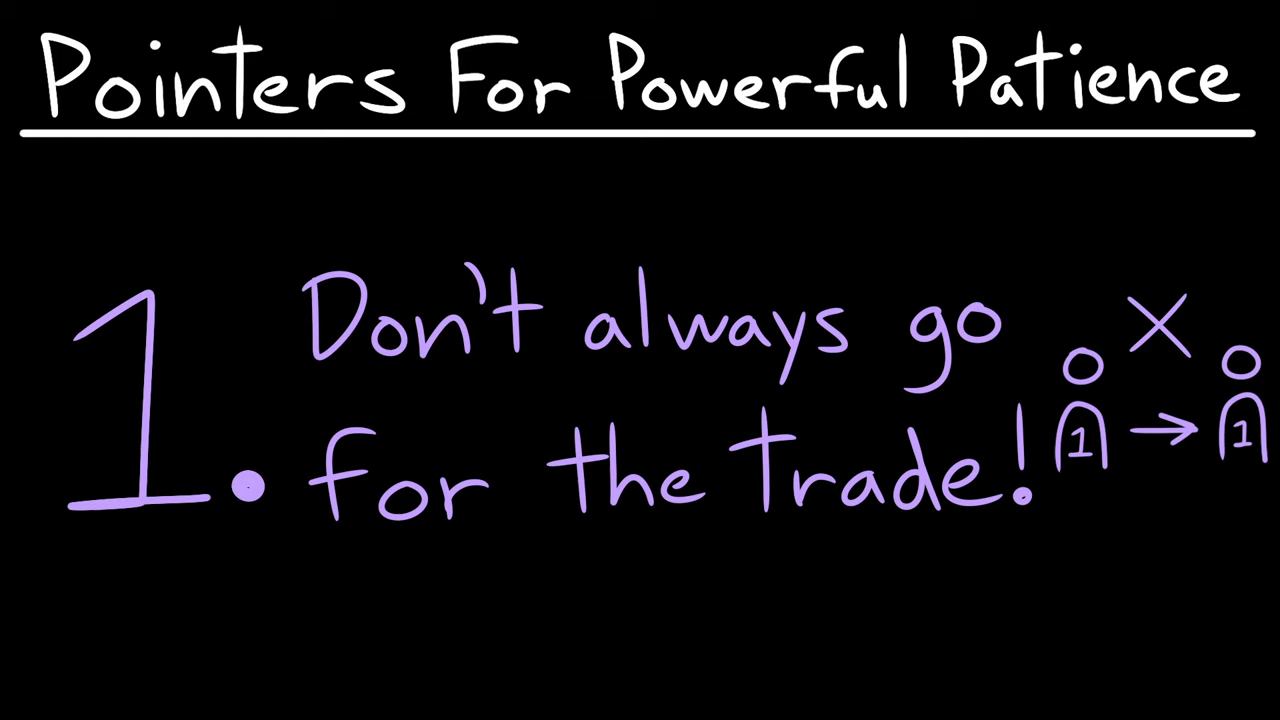 Pointers For Powerful Patience
1. Don't always go
for the trade!
1 → 1